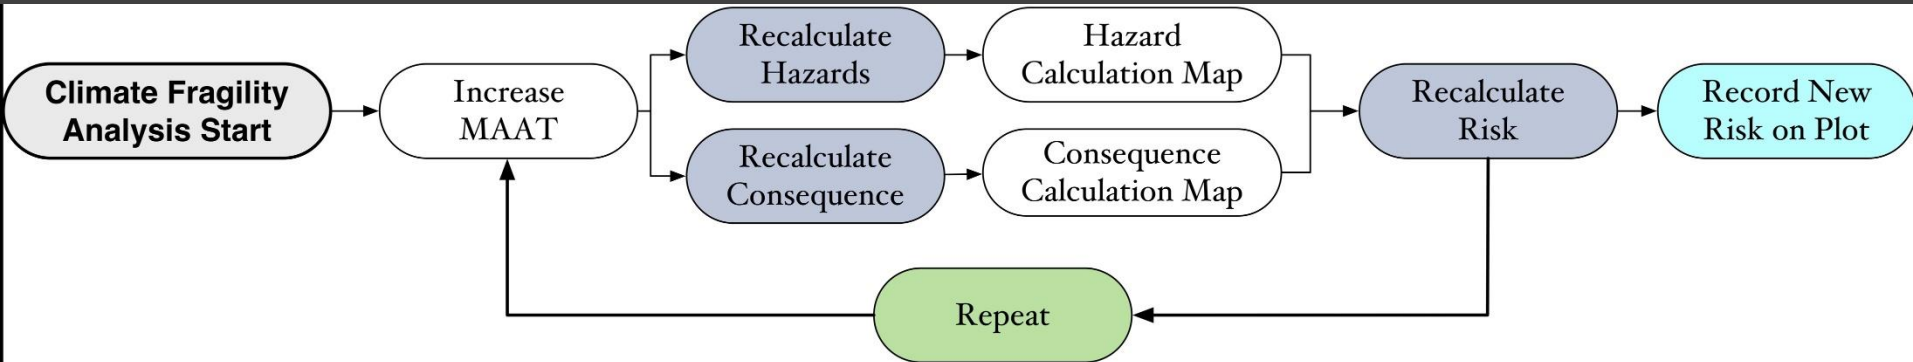 Climate Fragility
Analysis Start
Increase
MAAT
Recalculate
Hazards
Hazard
Calculation Map
Recalculate
Consequence
Consequence
Calculation Map
Recalculate
Risk
Record New
Risk on Plot
Repeat